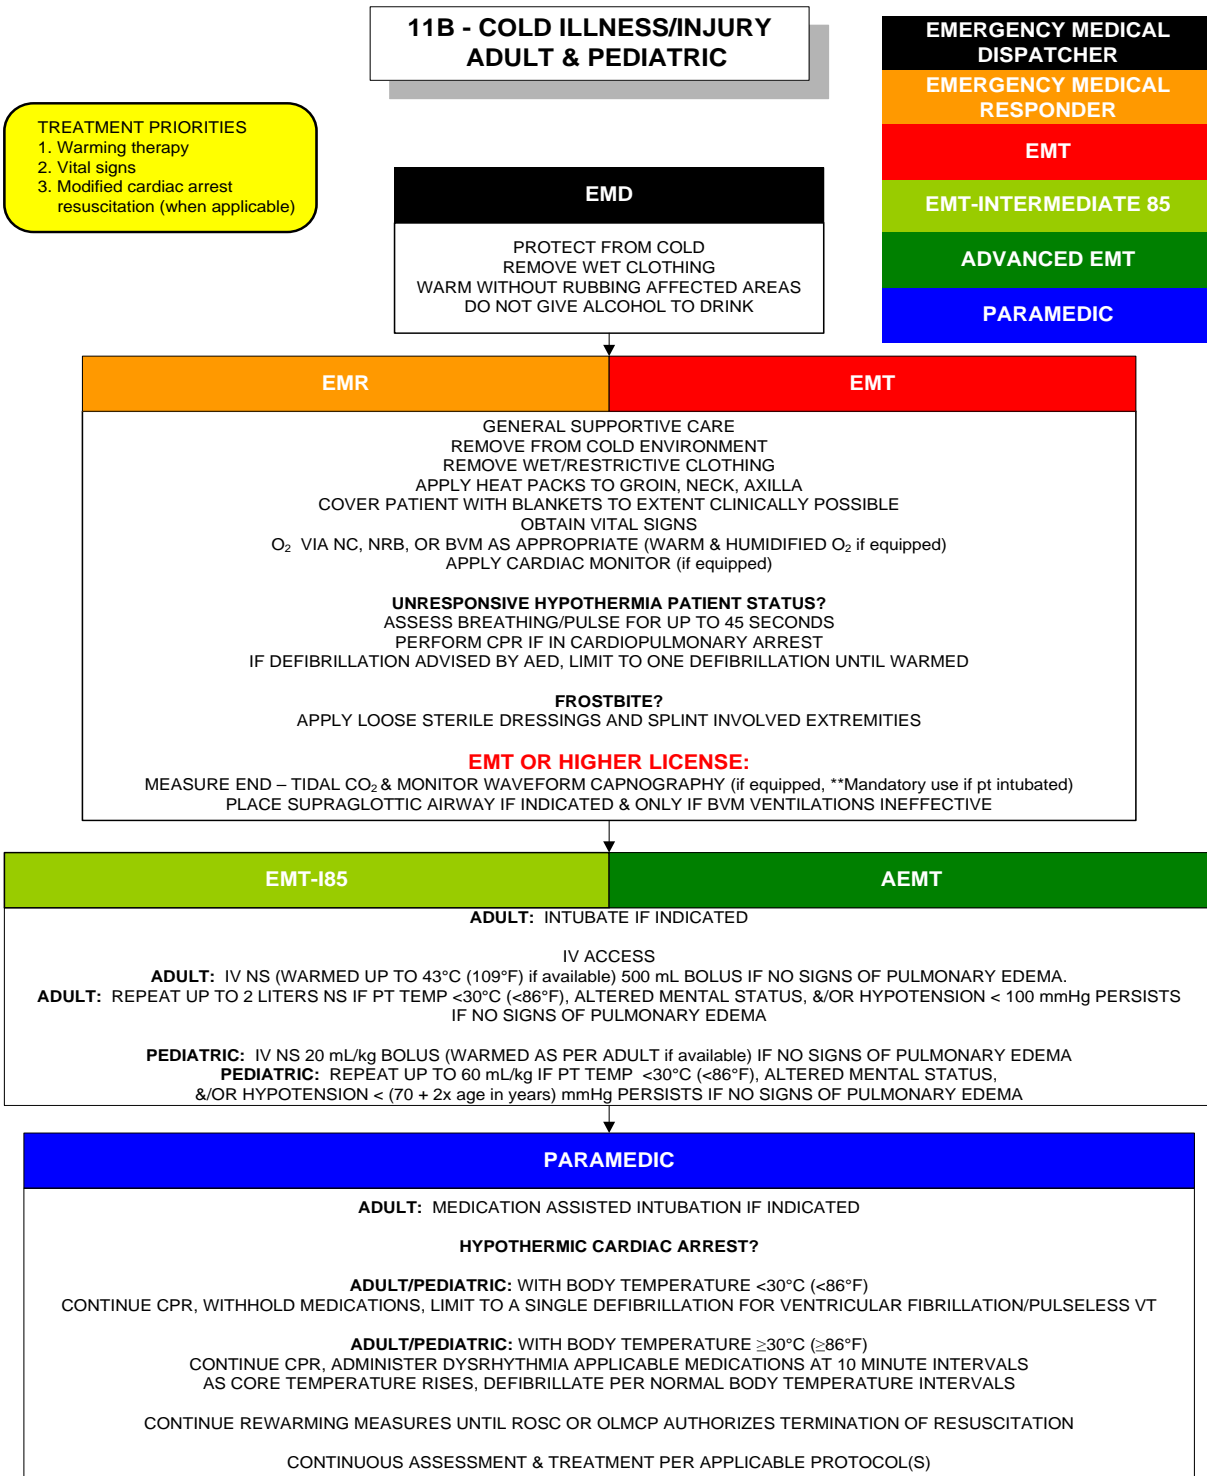 11B - COLD ILLNESS/INJURY
ADULT & PEDIATRIC
EMERGENCY MEDICAL
DISPATCHER
EMERGENCY MEDICAL
RESPONDER
EMT
EMT-INTERMEDIATE 85
ADVANCED EMT
PARAMEDIC
TREATMENT PRIORITIES
1. Warming therapy
2. Vital signs
3. Modified cardiac arrest
resuscitation (when applicable)
EMD
PROTECT FROM COLD
REMOVE WET CLOTHING
WARM WITHOUT RUBBING AFFECTED AREAS
DO NOT GIVE ALCOHOL TO DRINK
EMR
EMT
GENERAL SUPPORTIVE CARE
REMOVE FROM COLD ENVIRONMENT
REMOVE WET/RESTRICTIVE CLOTHING
APPLY HEAT PACKS TO GROIN, NECK, AXILLA
COVER PATIENT WITH BLANKETS TO EXTENT CLINICALLY POSSIBLE
OBTAIN VITAL SIGNS
O₂ VIA NC, NRB, OR BVM AS APPROPRIATE (WARM & HUMIDIFIED O₂ if equipped)
APPLY CARDIAC MONITOR (if equipped)
UNRESPONSIVE HYPOTHERMIA PATIENT STATUS?
ASSESS BREATHING/PULSE FOR UP TO 45 SECONDS
PERFORM CPR IF IN CARDIOPULMONARY ARREST
IF DEFIBRILLATION ADVISED BY AED, LIMIT TO ONE DEFIBRILLATION UNTIL WARMED
FROSTBITE?
APPLY LOOSE STERILE DRESSINGS AND SPLINT INVOLVED EXTREMITIES
EMT OR HIGHER LICENSE:
MEASURE END – TIDAL CO₂ & MONITOR WAVEFORM CAPNOGRAPHY (if equipped, **Mandatory use if pt intubated)
PLACE SUPRAGLOTTIC AIRWAY IF INDICATED & ONLY IF BVM VENTILATIONS INEFFECTIVE
EMT-I85
AEMT
ADULT: INTUBATE IF INDICATED
IV ACCESS
ADULT: IV NS (WARMED UP TO 43°C (109°F) if available) 500 mL BOLUS IF NO SIGNS OF PULMONARY EDEMA.
ADULT: REPEAT UP TO 2 LITERS NS IF PT TEMP <30°C (<86°F), ALTERED MENTAL STATUS, &/OR HYPOTENSION < 100 mmHg PERSISTS
IF NO SIGNS OF PULMONARY EDEMA
PEDIATRIC: IV NS 20 mL/kg BOLUS (WARMED AS PER ADULT if available) IF NO SIGNS OF PULMONARY EDEMA
PEDIATRIC: REPEAT UP TO 60 mL/kg IF PT TEMP <30°C (<86°F), ALTERED MENTAL STATUS,
&/OR HYPOTENSION < (70 + 2x age in years) mmHg PERSISTS IF NO SIGNS OF PULMONARY EDEMA
PARAMEDIC
ADULT: MEDICATION ASSISTED INTUBATION IF INDICATED
HYPOTHERMIC CARDIAC ARREST?
ADULT/PEDIATRIC: WITH BODY TEMPERATURE <30°C (<86°F)
CONTINUE CPR, WITHHOLD MEDICATIONS, LIMIT TO A SINGLE DEFIBRILLATION FOR VENTRICULAR FIBRILLATION/PULSELESS VT
ADULT/PEDIATRIC: WITH BODY TEMPERATURE ≥30°C (≥86°F)
CONTINUE CPR, ADMINISTER DYSRHYTHMIA APPLICABLE MEDICATIONS AT 10 MINUTE INTERVALS
AS CORE TEMPERATURE RISES, DEFIBRILLATE PER NORMAL BODY TEMPERATURE INTERVALS
CONTINUE REWARMING MEASURES UNTIL ROSC OR OLMCP AUTHORIZES TERMINATION OF RESUSCITATION
CONTINUOUS ASSESSMENT & TREATMENT PER APPLICABLE PROTOCOL(S)